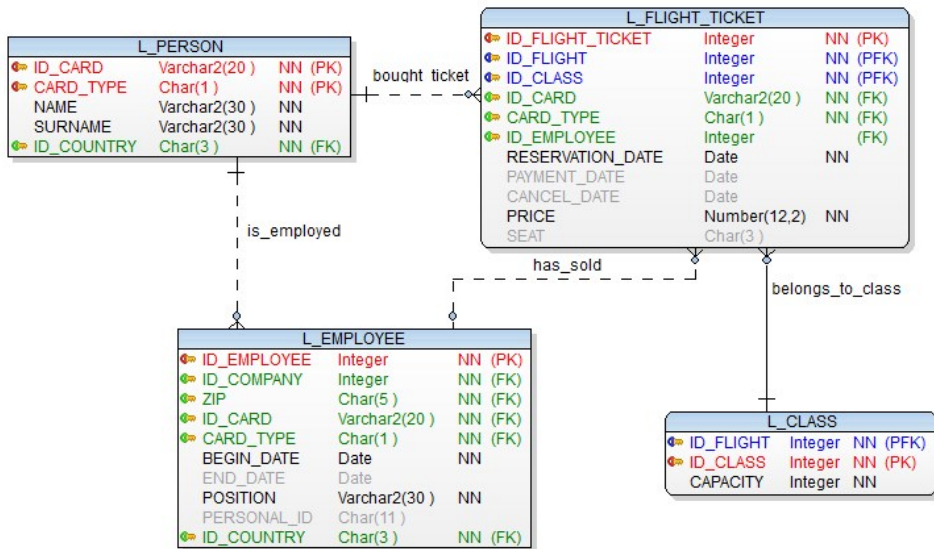 L_PERSON
ID_CARD Varchar2(20 ) NN (PK)
CARD_TYPE Char(1 ) NN (PK)
NAME Varchar2(30 ) NN
SURNAME Varchar2(30 ) NN
ID_COUNTRY Char(3 ) NN (FK)
bought_ticket
L_FLIGHT_TICKET
ID_FLIGHT_TICKET Integer NN (PK)
ID_FLIGHT Integer NN (PFK)
ID_CLASS Integer NN (PFK)
ID_CARD Varchar2(20 ) NN (FK)
CARD_TYPE Char(1 ) NN (FK)
ID_EMPLOYEE Integer (FK)
RESERVATION_DATE Date NN
PAYMENT_DATE Date
CANCEL_DATE Date
PRICE Number(12,2) NN
SEAT Char(3 )
is_employed
has_sold
belongs_to_class
L_EMPLOYEE
ID_EMPLOYEE Integer NN (PK)
ID_COMPANY Integer NN (FK)
ZIP Char(5 ) NN (FK)
ID_CARD Varchar2(20 ) NN (FK)
CARD_TYPE Char(1 ) NN (FK)
BEGIN_DATE Date NN
END_DATE Date
POSITION Varchar2(30 ) NN
PERSONAL_ID Char(11 )
ID_COUNTRY Char(3 ) NN (FK)
L_CLASS
ID_FLIGHT Integer NN (PFK)
ID_CLASS Integer NN (PK)
CAPACITY Integer NN